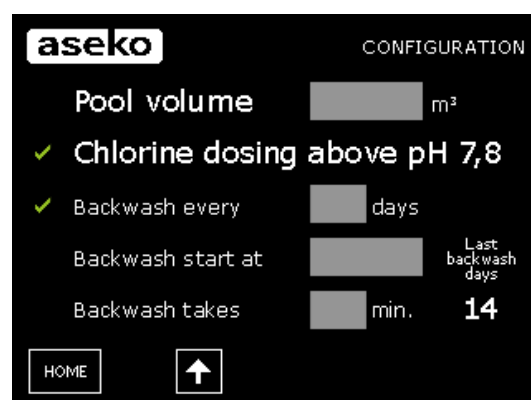 aseko CONFIGURATION
Pool volume m³
Chlorine dosing above pH 7,8
Backwash every days
Backwash start at
Last
backwash
days
Backwash takes min. 14
HOME